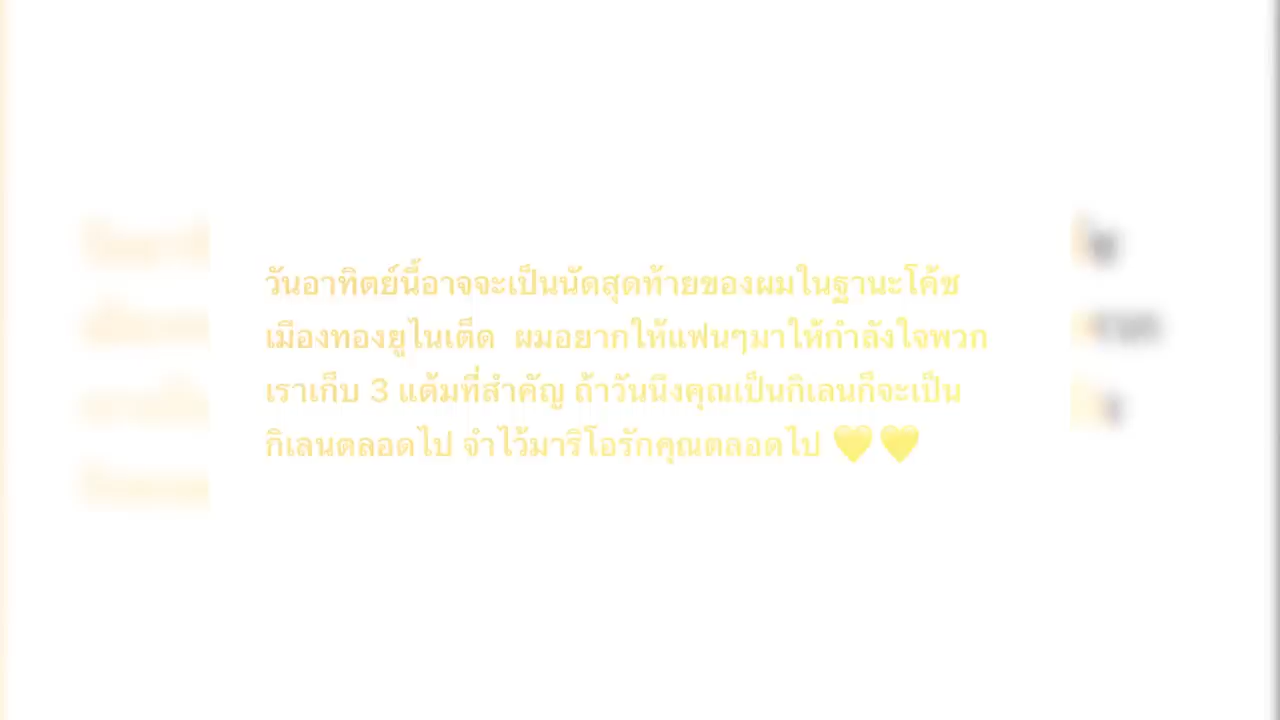 วันอาทิตย์นี้อาจจะเป็นนัดสุดท้ายของผมในฐานะโค้ช
เมืองทองยูไนเต็ด ผมอยากให้แฟนๆมาให้กำลังใจพวก
เราเก็บ 3 แต้มที่สำคัญ ถ้าวันนึงคุณเป็นกิเลนก็จะเป็น
กิเลนตลอดไป จำไว้มาริโอรักคุณตลอดไป 💛💛